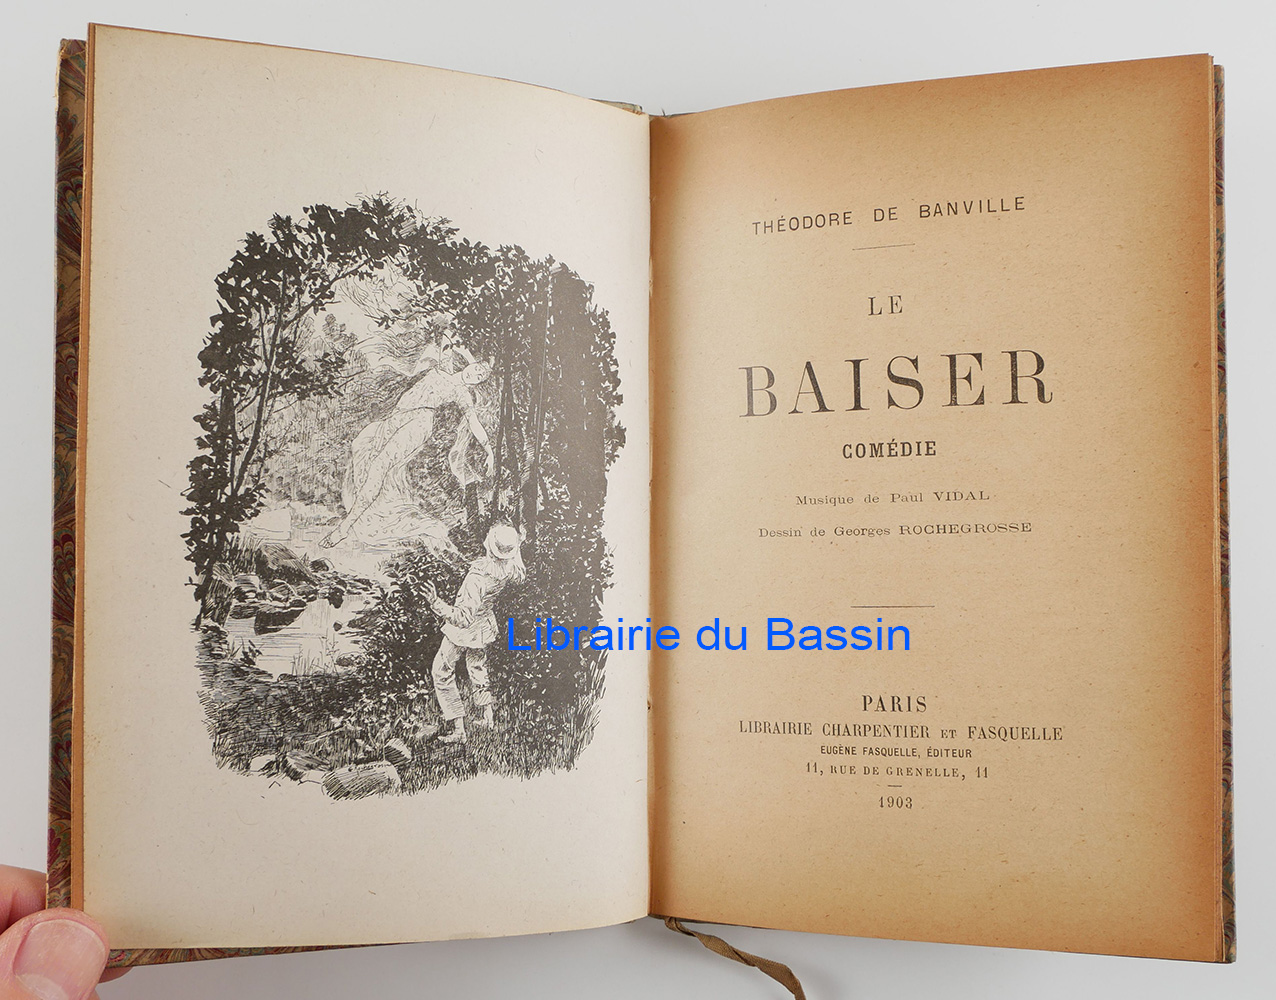 THÉODORE DE BANVILLE
LE
BAISER
COMÉDIE
Musique de Paul VIDAL
Dessin de Georges ROCHEGROSSE
Librairie du Bassin
PARIS
LIBRAIRIE CHARPENTIER ET FASQUELLE
EUGÈNE FASQUELLE, ÉDITEUR
11, RUE DE GRENELLE, 11
1903